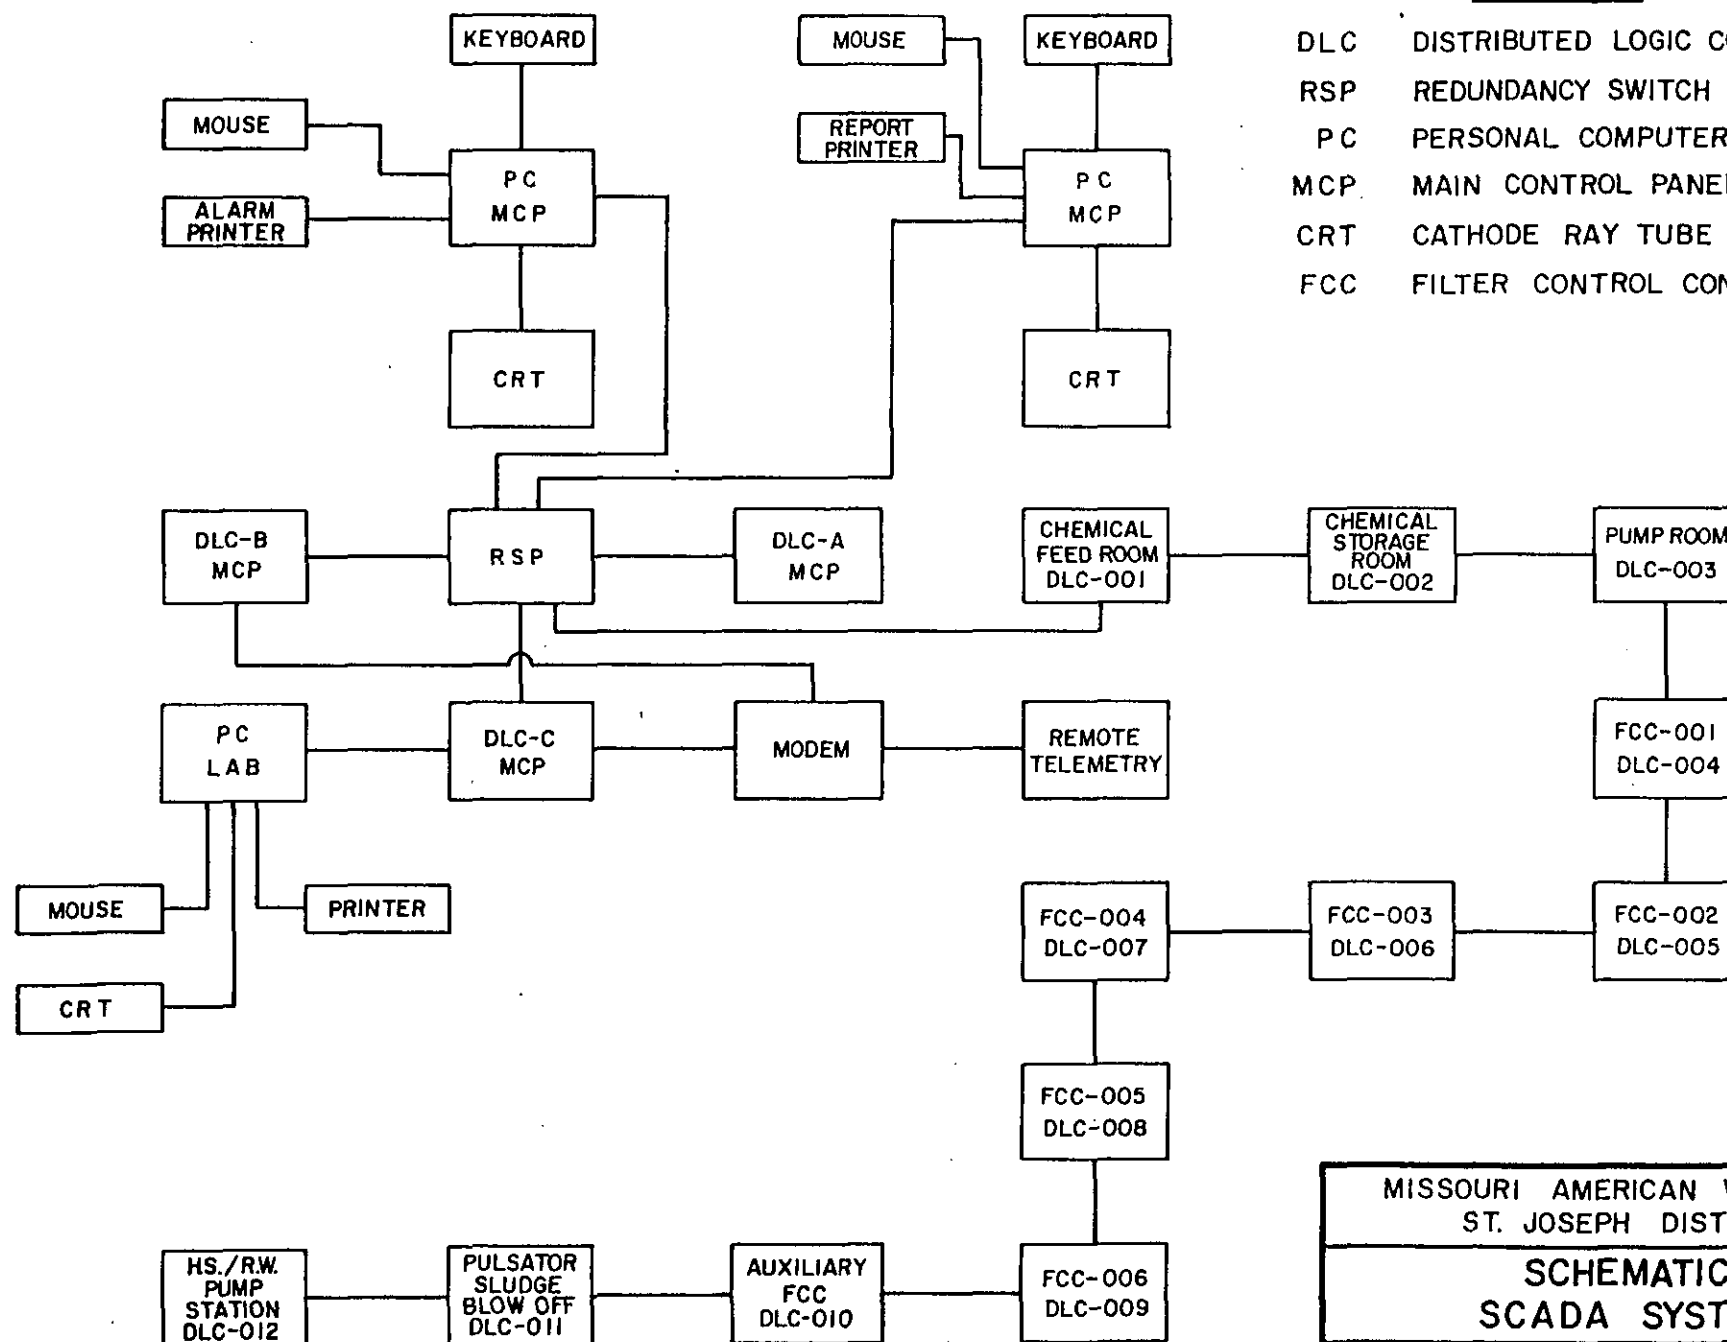 KEYBOARD
MOUSE
KEYBOARD
MOUSE
REPORT
PRINTER
ALARM
PRINTER
PC
MCP
PC
MCP
CRT
CRT
DLC DISTRIBUTED LOGIC
RSP REDUNDANCY SWITCH
PC PERSONAL COMPUTER
MCP MAIN CONTROL
CRT CATHODE RAY TUBE
FCC FILTER CONTROL
DLC-B
MCP
RSP
DLC-A
MCP
CHEMICAL
FEED ROOM
DLC-001
CHEMICAL
STORAGE
ROOM
DLC-002
PUMP ROOM
DLC-003
PC
LAB
DLC-C
MCP
MODEM
REMOTE
TELEMETRY
FCC-001
DLC-004
MOUSE
PRINTER
CRT
FCC-004
DLC-007
FCC-003
DLC-006
FCC-002
DLC-005
FCC-005
DLC-008
HS./R.W.
PUMP
STATION
DLC-012
PULSATOR
SLUDGE
BLOW OFF
DLC-011
AUXILIARY
FCC
DLC-010
FCC-006
DLC-009
MISSOURI AMERICAN
ST. JOSEPH
SCHEMATIC
SCADA